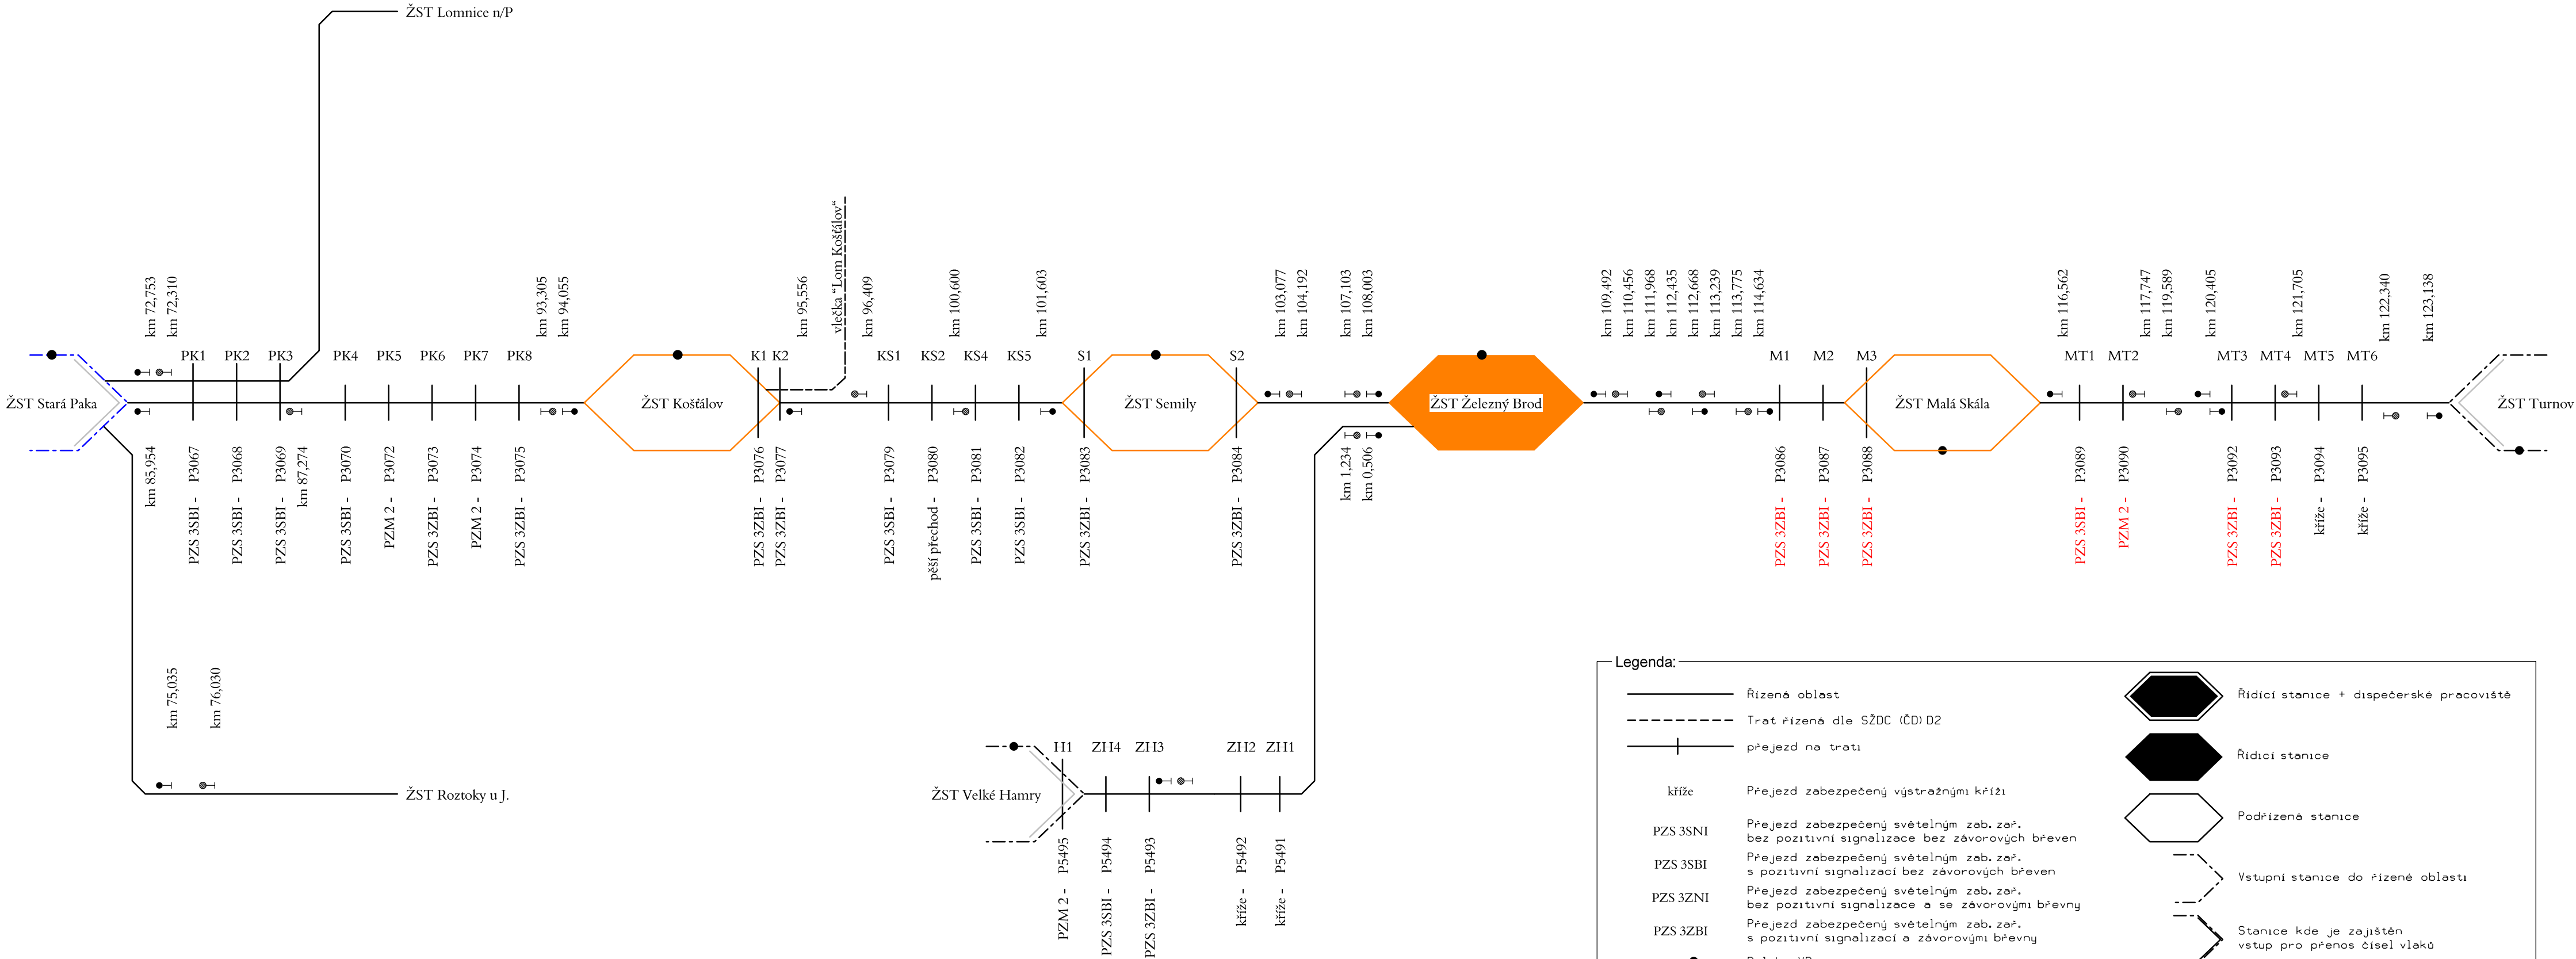 ŽST Lomnice n/P
km 72,753
km 72,310
km 93,305
km 94,055
km 95,556
vlečka “Lom Košťálov“
km 96,409
km 100,600
km 101,603
km 103,077
km 104,192
km 107,103
km 108,003
km 109,492
km 110,456
km 111,968
km 112,435
km 112,668
km 113,239
km 113,775
km 114,634
km 116,562
km 117,747
km 119,589
km 120,405
km 121,705
km 122,340
km 123,138
PK1
PK2
PK3
PK4
PK5
PK6
PK7
PK8
K1
K2
KS1
KS2
KS4
KS5
S1
S2
M1
M2
M3
MT1
MT2
MT3
MT4
MT5
MT6
ŽST Stará Paka
ŽST Košťálov
ŽST Semily
ŽST Železný Brod
ŽST Malá Skála
ŽST Turnov
km 85,954
PZS 3SBI - P3067
PZS 3SBI - P3068
PZS 3SBI - P3069
km 87,274
PZS 3SBI - P3070
PZM 2 - P3072
PZS 3ZBI - P3073
PZM 2 - P3074
PZS 3ZBI - P3075
PZS 3ZBI - P3076
PZS 3ZBI - P3077
PZS 3SBI - P3079
pěší přechod - P3080
PZS 3SBI - P3081
PZS 3SBI - P3082
PZS 3ZBI - P3083
PZS 3ZBI - P3084
km 1,234
km 0,506
PZS 3ZBI - P3086
PZS 3ZBI - P3087
PZS 3ZBI - P3088
PZS 3SBI - P3089
PZM 2 - P3090
PZS 3ZBI - P3092
PZS 3ZBI - P3093
kříže - P3094
kříže - P3095
km 75,035
km 76,030
ŽST Roztoky u J.
H1
ZH4
ZH3
ZH2
ZH1
ŽST Velké Hamry
PZM 2 - P5495
PZS 3SBI - P5494
PZS 3ZBI - P5493
kříže - P5492
kříže - P5491
Legenda:
Řízená oblast
Trat řízená dle SŽDC (ČD) D2
přejezd na trati
kříže Přejezd zabezpečený výstražnými kříži
PZS 3SNI Přejezd zabezpečený světelným zab. zař.
bez pozitivní signalizace bez závorových břeven
PZS 3SBI Přejezd zabezpečený světelným zab. zař.
s pozitivní signalizací bez závorových břeven
PZS 3ZNI Přejezd zabezpečený světelným zab. zař.
bez pozitivní signalizace a se závorovými břevny
PZS 3ZBI Přejezd zabezpečený světelným zab. zař.
s pozitivní signalizací a závorovými břevny
Řídící stanice + dispečerské pracoviště
Řídící stanice
Podřízená stanice
Vstupní stanice do řízené oblasti
Stanice kde je zajištěn
vstup pro přenos čísel vlaků